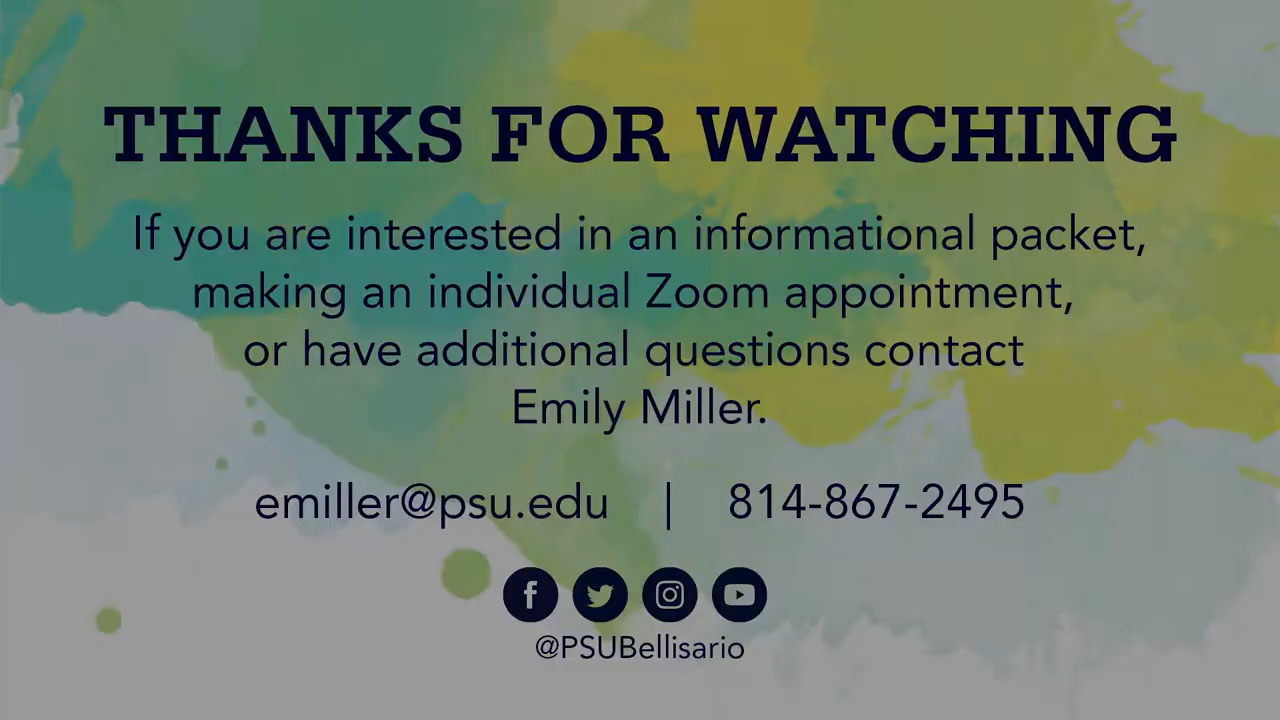 THANKS FOR WATCHING
If you are interested in an informational packet,
making an individual Zoom appointment,
or have additional questions contact
Emily Miller.
emiller@psu.edu | 814-867-2495
@PSUBellisario